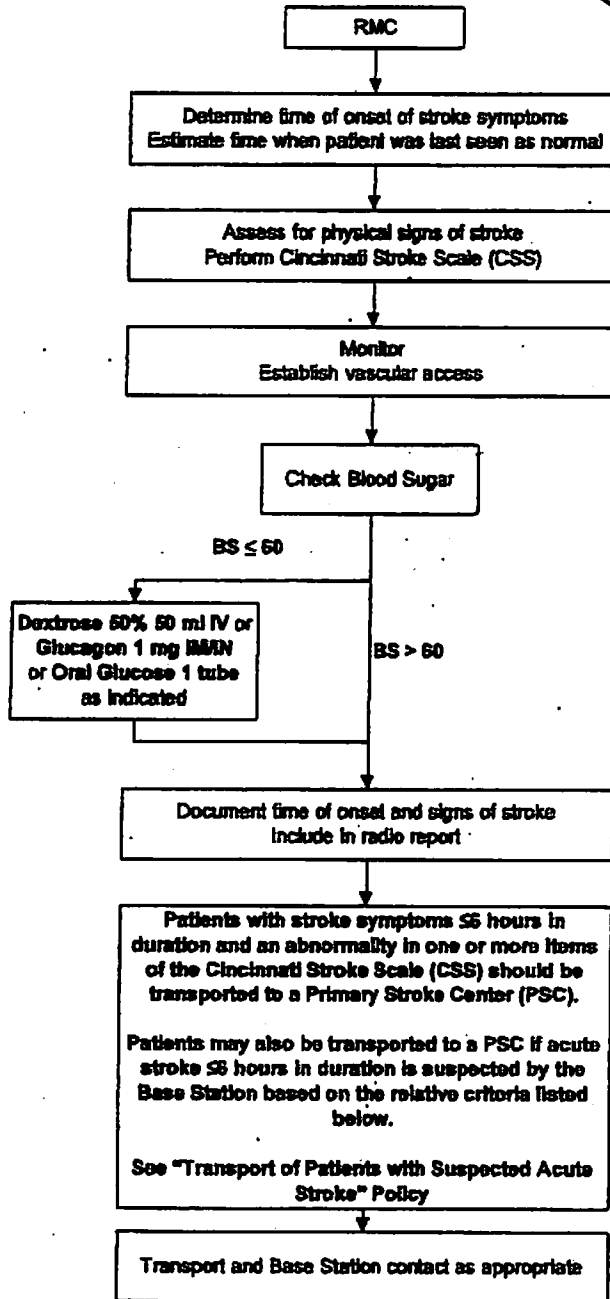 RMC
Determine time of onset of stroke symptoms
Estimate time when patient was last seen as normal
Assess for physical signs of stroke
Perform Cincinnati Stroke Scale (CSS)
Monitor
Establish vascular access
Check Blood Sugar
BS ≤ 60
Dextrose 50% 50 ml IV or
Glucagon 1 mg IM/IN
or Oral Glucose 1 tube
as indicated
BS > 60
Document time of onset and signs of stroke
Include in radio report
Patients with stroke symptoms ≤6 hours in
duration and an abnormality in one or more items
of the Cincinnati Stroke Scale (CSS) should be
transported to a Primary Stroke Center (PSC).
Patients may also be transported to a PSC if acute
stroke ≤6 hours in duration is suspected by the
Base Station based on the relative criteria listed
below.
See "Transport of Patients with Suspected Acute
Stroke" Policy
Transport and Base Station contact as appropriate